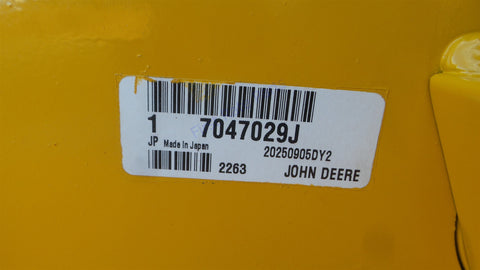 1 7047029J
JP Made In Japan 20250905DY2
2263 JOHN DEERE